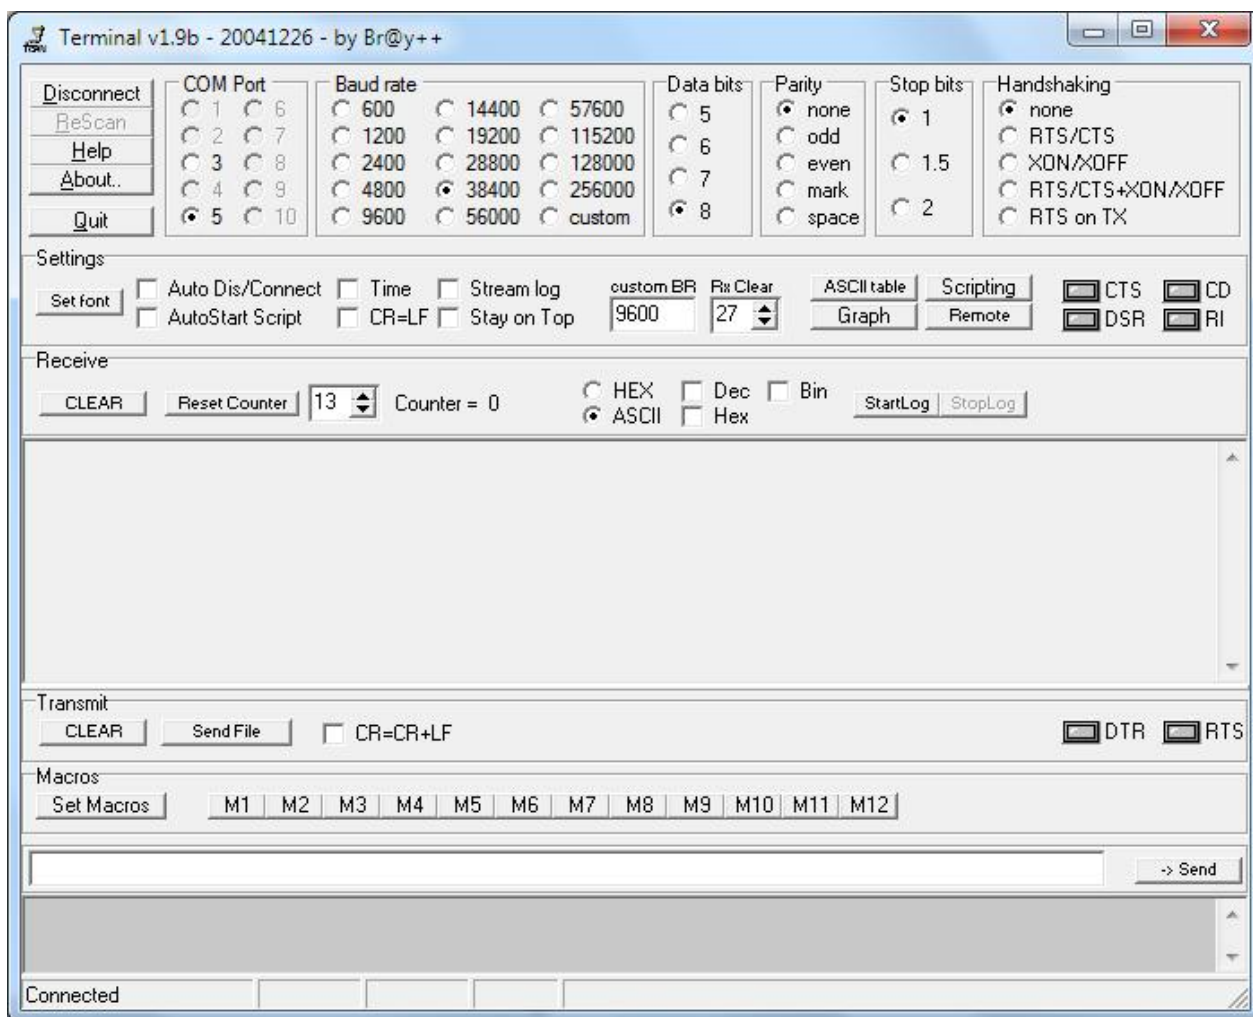 Terminal v1.9b - 20041226 - by Br@y++
Disconnect
ReScan
Help
About..
Quit
COM Port
1 6
2 7
3 8
4 9
5 10
Baud rate
600 14400 57600
1200 19200 115200
2400 28800 128000
4800 38400 256000
9600 56000 custom
Data bits
5
6
7
8
Parity
none
odd
even
mark
space
Stop bits
1
1.5
2
Handshaking
none
RTS/CTS
XON/XOFF
RTS/CTS+XON/XOFF
RTS on TX
Settings
Set font
Auto Dis/Connect Time Stream log
AutoStart Script CR=LF Stay on Top
custom BR Rx Clear
9600 27
ASCII table Scripting
Graph Remote
CTS CD
DSR RI
Receive
CLEAR Reset Counter 13 Counter = 0
HEX Dec Bin
ASCII Hex
StartLog StopLog
Transmit
CLEAR Send File CR=CR+LF DTR RTS
Macros
Set Macros M1 M2 M3 M4 M5 M6 M7 M8 M9 M10 M11 M12
-> Send
Connected